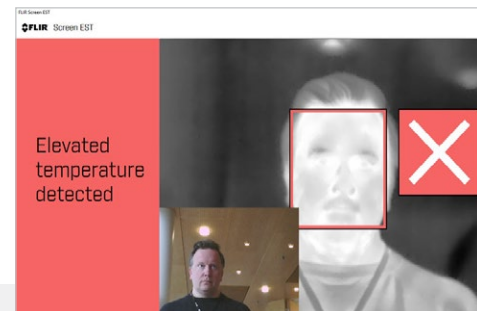 FLIR Screen EST
FLIR Screen EST
Elevated
temperature
detected